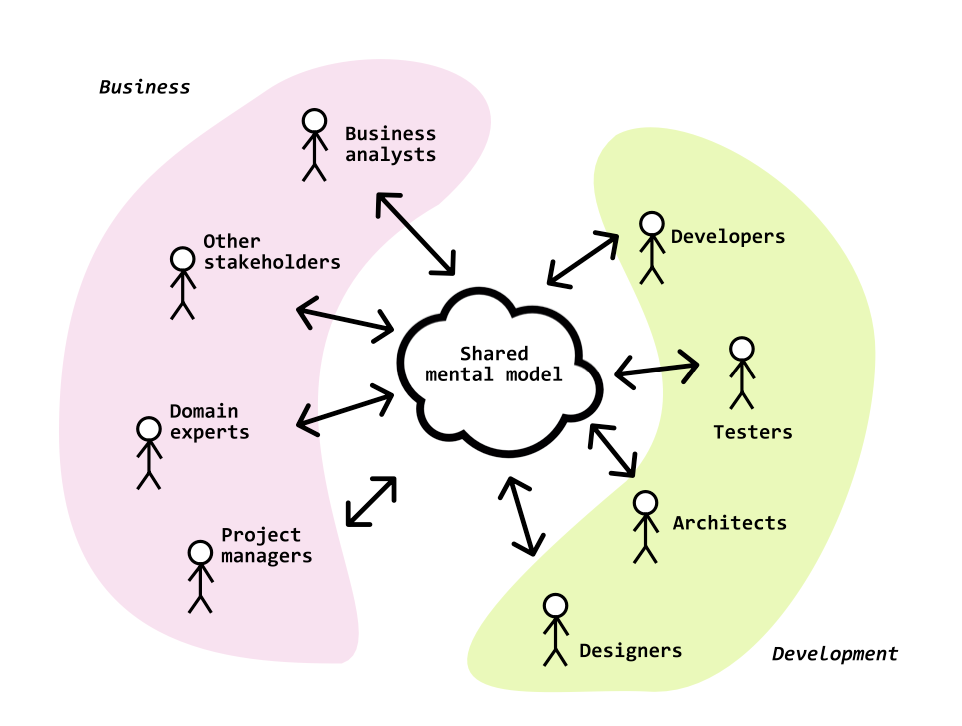 Business
Business
analysts
Other
stakeholders
Domain
experts
Project
managers
Shared
mental model
Developers
Testers
Architects
Designers
Development